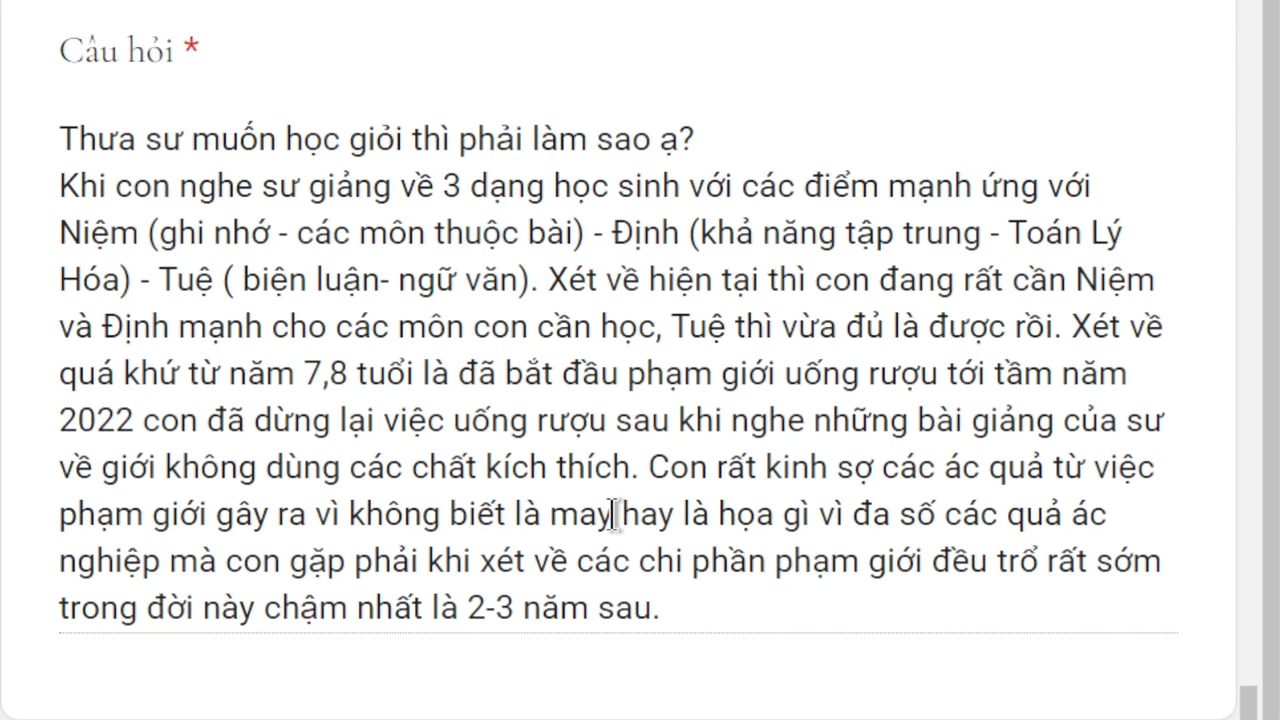 Câu hỏi *
Thưa sư muốn học giỏi thì phải làm sao ạ?
Khi con nghe sư giảng về 3 dạng học sinh với các điểm mạnh ứng với
Niệm (ghi nhớ - các môn thuộc bài) - Định (khả năng tập trung - Toán Lý
Hóa) - Tuệ ( biện luận- ngữ văn). Xét về hiện tại thì con đang rất cần Niệm
và Định mạnh cho các môn con cần học, Tuệ thì vừa đủ là được rồi. Xét về
quá khứ từ năm 7,8 tuổi là đã bắt đầu phạm giới uống rượu tới tầm năm
2022 con đã dừng lại việc uống rượu sau khi nghe những bài giảng của sư
về giới không dùng các chất kích thích. Con rất kinh sợ các ác quả từ việc
phạm giới gây ra vì không biết là may hay là họa gì vì đa số các quả ác
nghiệp mà con gặp phải khi xét về các chi phần phạm giới đều trổ rất sớm
trong đời này chậm nhất là 2-3 năm sau.